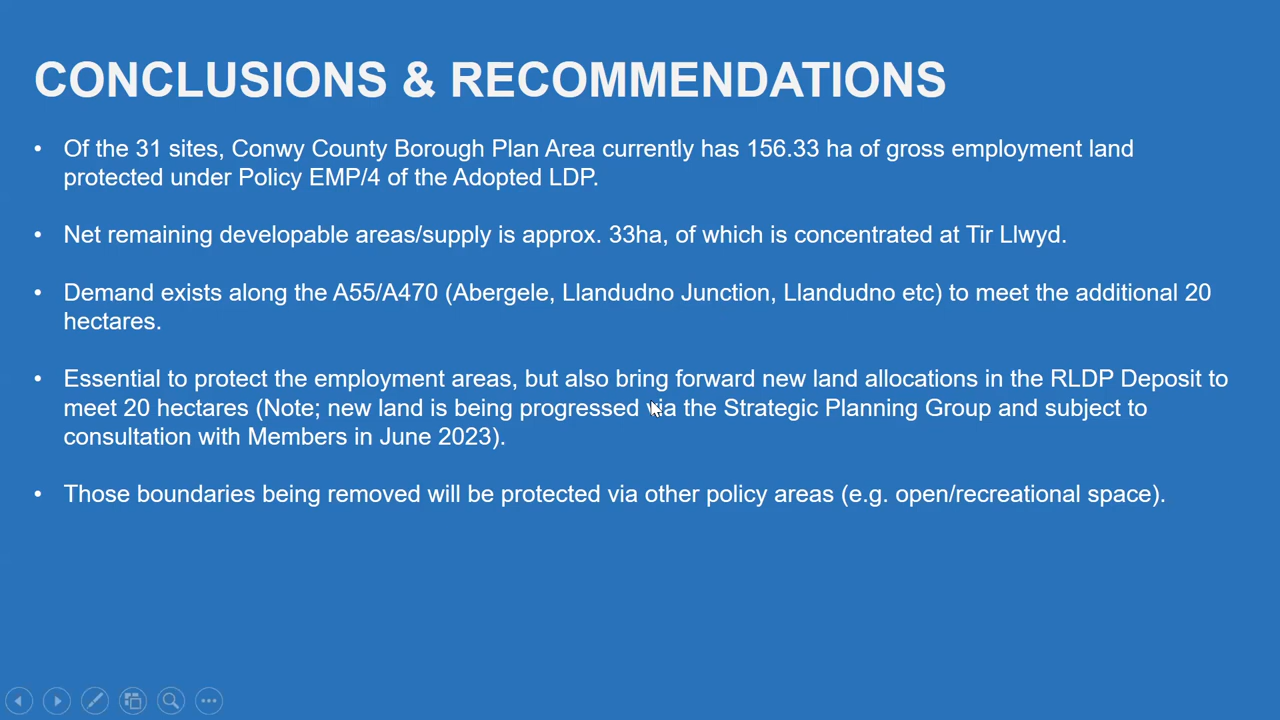 CONCLUSIONS & RECOMMENDATIONS
• Of the 31 sites, Conwy County Borough Plan Area currently has 156.33 ha of gross employment land
protected under Policy EMP/4 of the Adopted LDP.
• Net remaining developable areas/supply is approx. 33ha, of which is concentrated at Tir Llwyd.
• Demand exists along the A55/A470 (Abergele, Llandudno Junction, Llandudno etc) to meet the additional 20
hectares.
• Essential to protect the employment areas, but also bring forward new land allocations in the RLDP Deposit to
meet 20 hectares (Note; new land is being progressed via the Strategic Planning Group and subject to
consultation with Members in June 2023).
• Those boundaries being removed will be protected via other policy areas (e.g. open/recreational space).